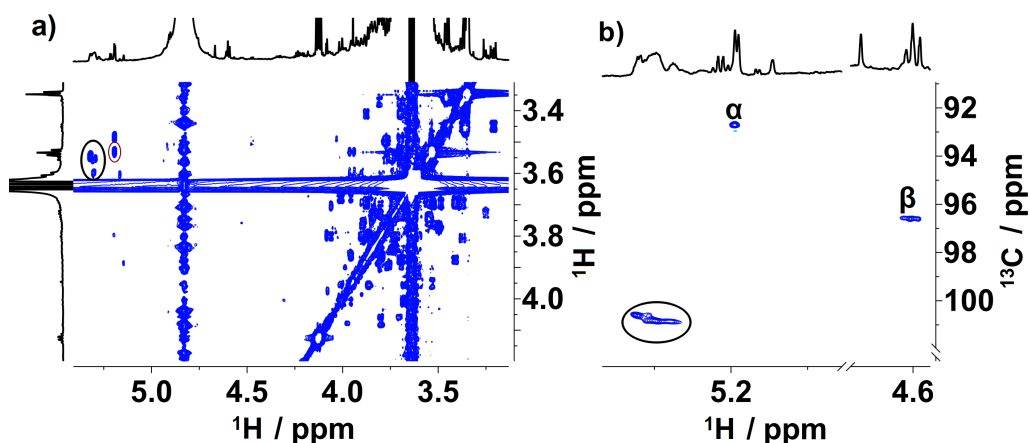 a)
3.4
3.6
3.8
4.0
¹H / ppm
5.0 4.5 4.0 3.5
¹H / ppm
b)
α
β
92
94
96
98
100
¹³C / ppm
5.2 4.6
¹H / ppm